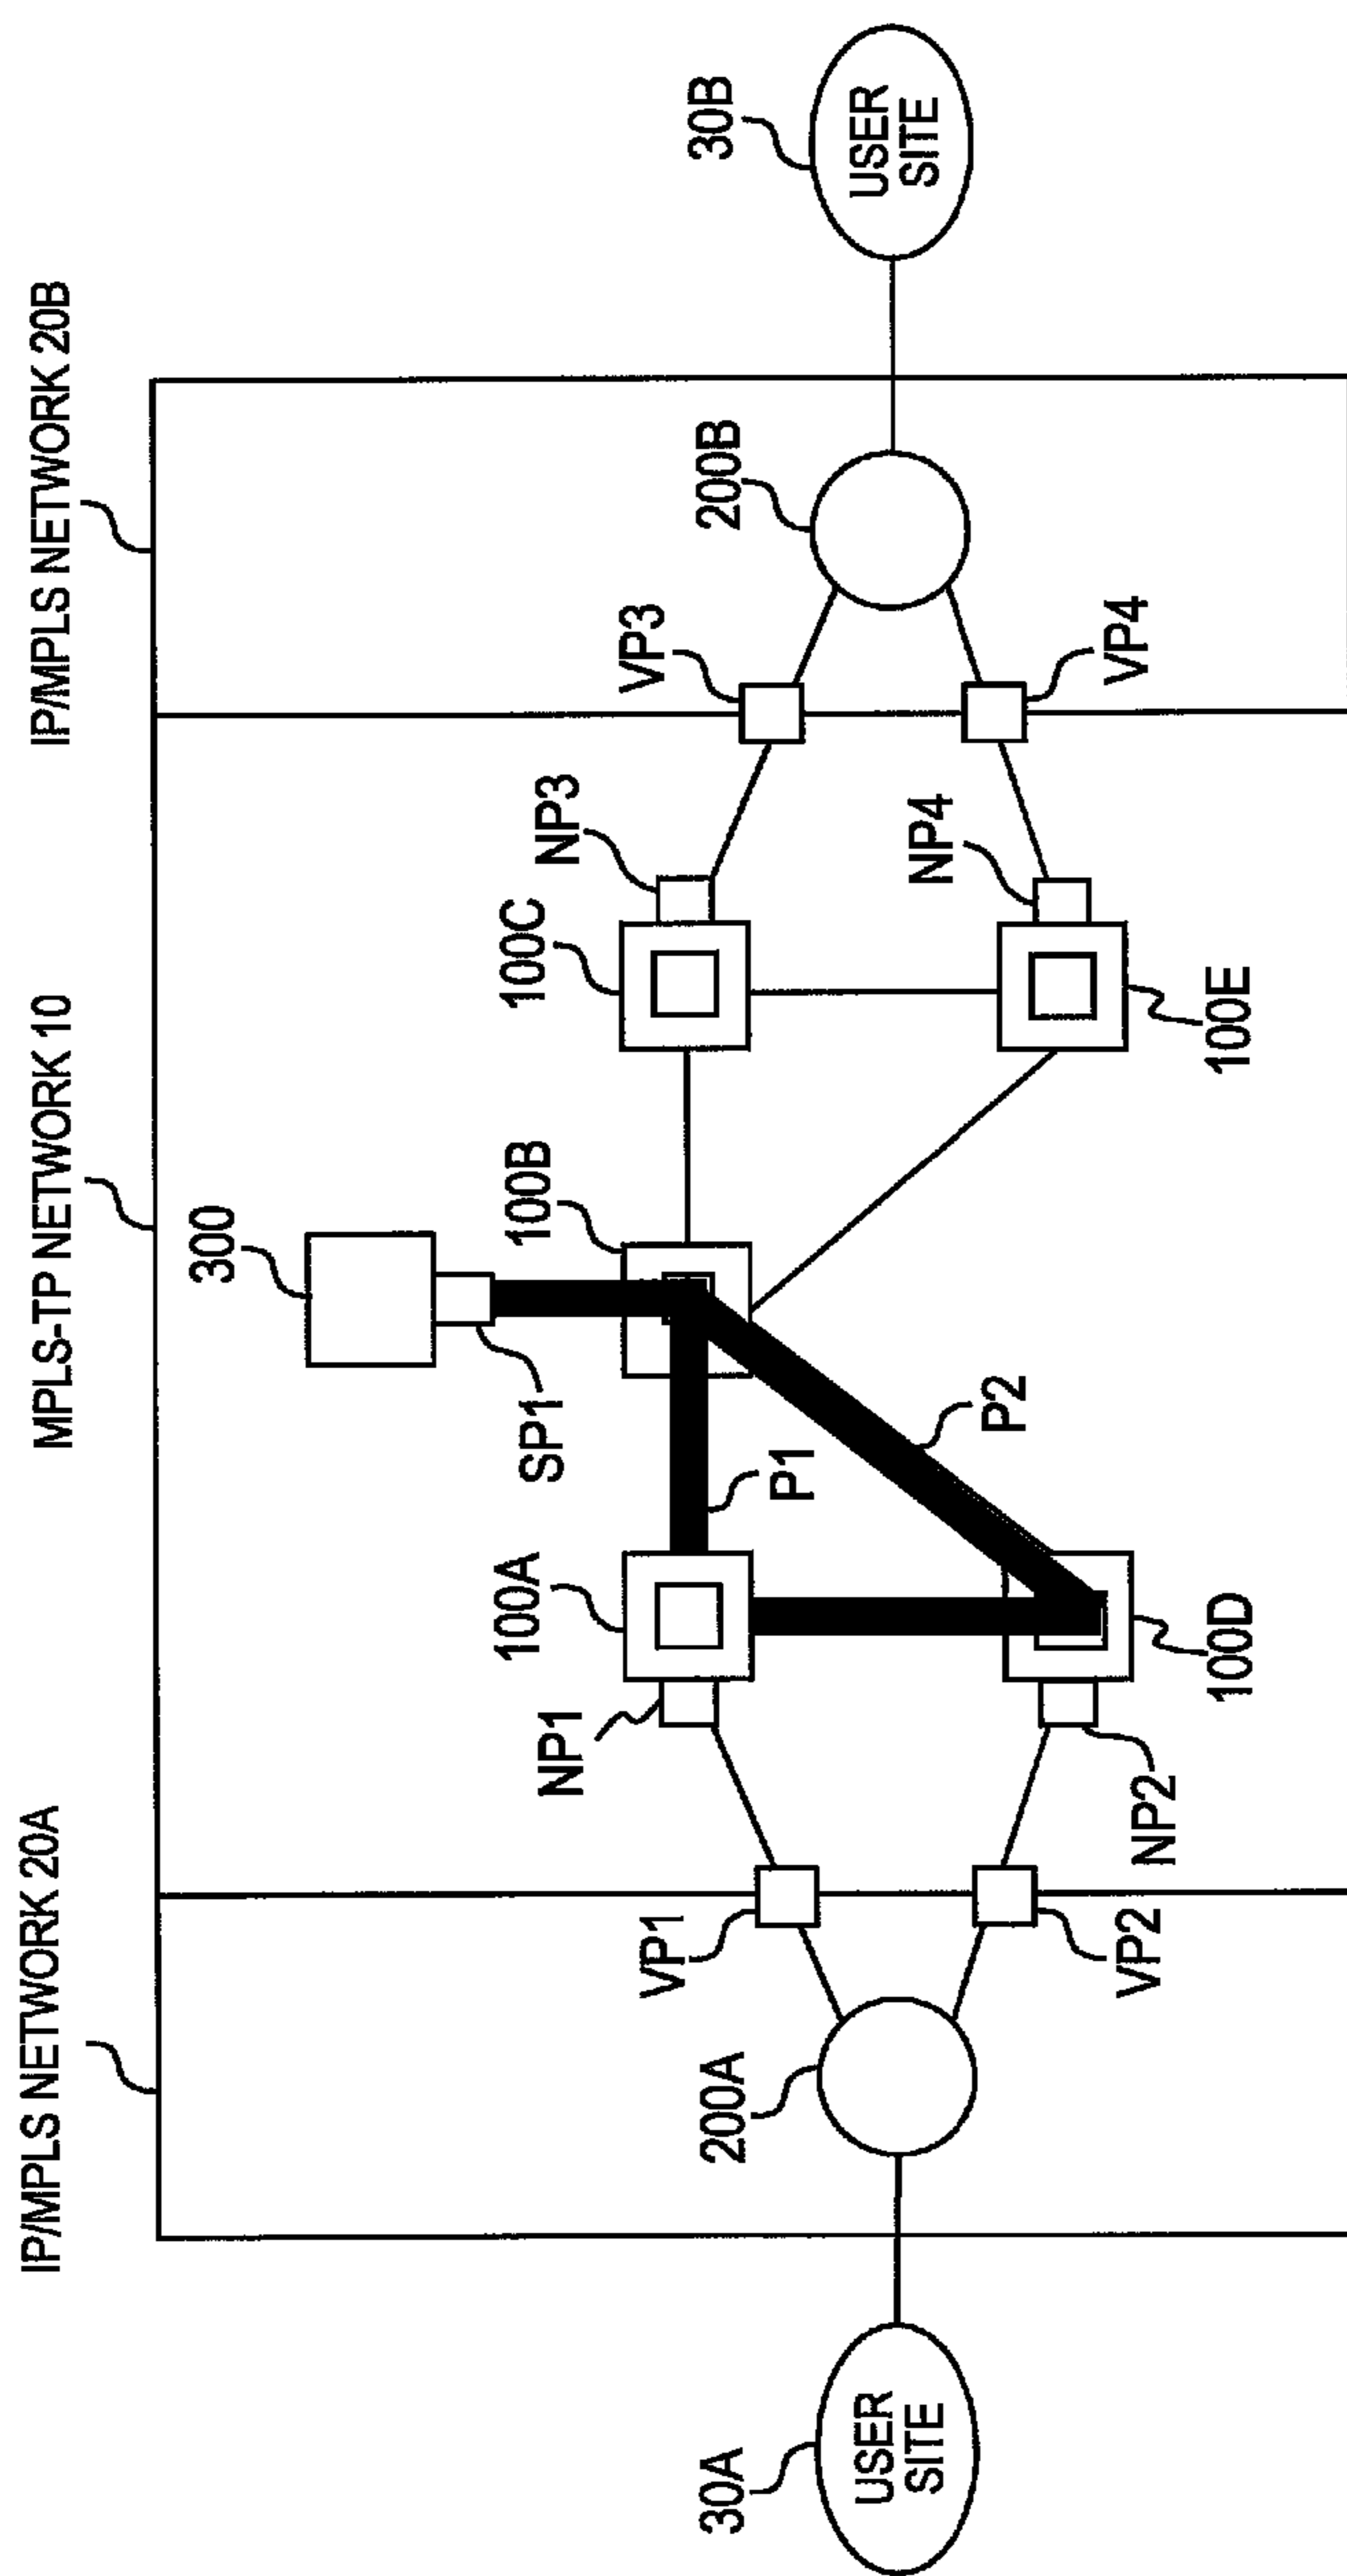 IP/MPLS NETWORK 20A
MPLS-TP NETWORK 10
IP/MPLS NETWORK 20B
300
SP1
NP1
100A
100B
100C
NP3
P1
P2
VP1
VP3
30A
200A
200B
30B
USER
SITE
USER
SITE
NP4
VP2
NP2
100D
100E
VP4